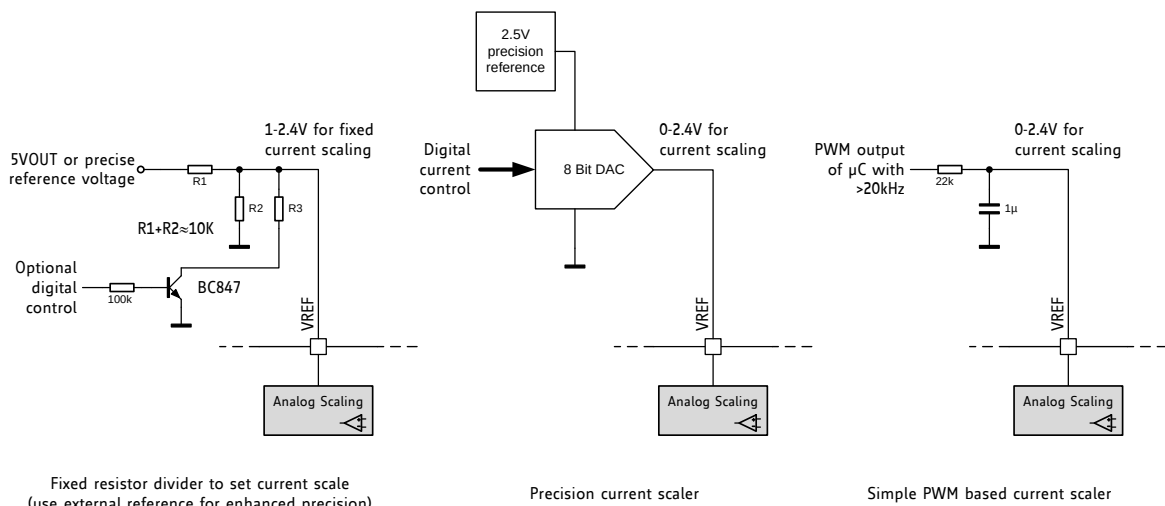 1-2.4V for fixed
current scaling
5VOUT or precise
reference voltage
R1
R2
R3
R1+R2≈10K
Optional
digital
control
100k
BC847
VREF
Analog Scaling
Fixed resistor divider to set current scale
(use external reference for enhanced precision)
2.5V
precision
reference
0-2.4V for
current scaling
Digital
current
control
8 Bit DAC
VREF
Analog Scaling
Precision current scaler
0-2.4V for
current scaling
PWM output
of µC with
>20kHz
22k
1µ
VREF
Analog Scaling
Simple PWM based current scaler